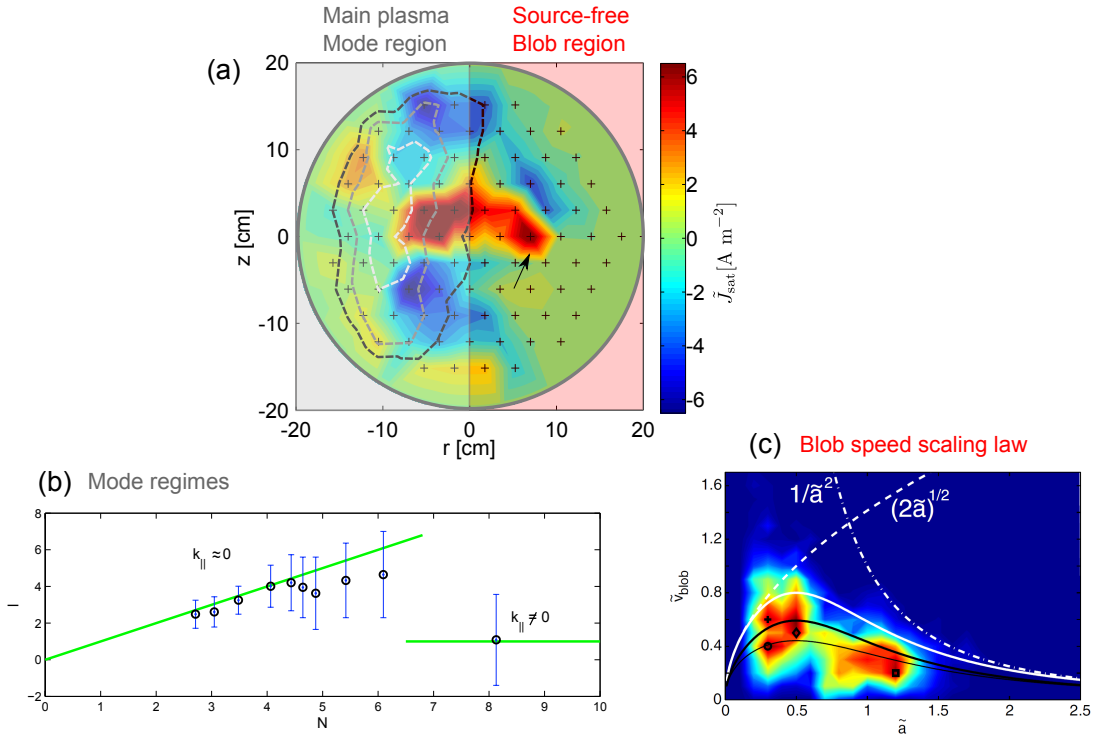 Main plasma
Mode region
Source-free
Blob region
(a)
20
10
0
-10
-20
z [cm]
-20
-10
0
10
20
r [cm]
6
4
2
0
-2
-4
-6
J̃sat [A m⁻²]
(b) Mode regimes
8
6
4
2
0
−2
l
k|| ≈ 0
k|| ≠ 0
0
1
2
3
4
5
6
7
8
9
10
N
(c) Blob speed scaling law
1.6
1.2
0.8
0.4
0
ṽblob
1/ã²
(2ã)^1/2
0
0.5
1
1.5
2
2.5
ã